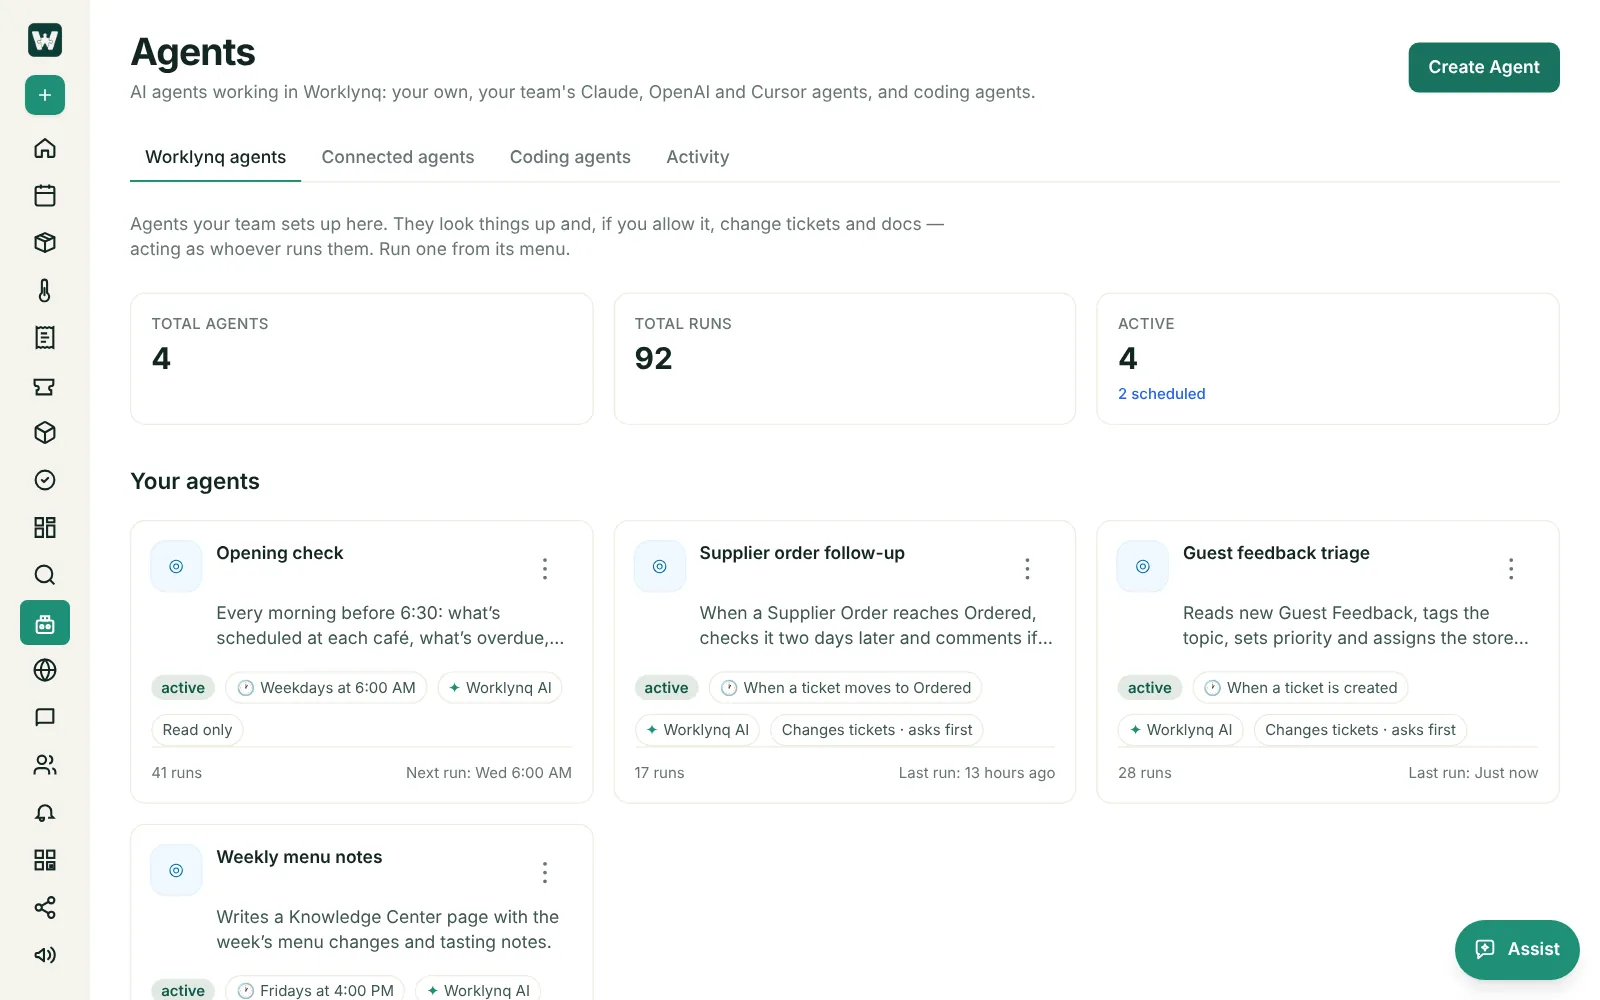 W
Agents
Create Agent
AI agents working in Worklynq: your own, your team's Claude, OpenAI and Cursor agents, and coding agents.
Worklynq agents
Connected agents
Coding agents
Activity
Agents your team sets up here. They look things up and, if you allow it, change tickets and docs —
acting as whoever runs them. Run one from its menu.
TOTAL AGENTS
4
TOTAL RUNS
92
ACTIVE
4
2 scheduled
Your agents
Opening check
Every morning before 6:30: what’s
scheduled at each café, what’s overdue,...
active
Weekdays at 6:00 AM
Worklynq AI
Read only
41 runs
Next run: Wed 6:00 AM
Supplier order follow-up
When a Supplier Order reaches Ordered,
checks it two days later and comments if...
active
When a ticket moves to Ordered
Worklynq AI
Changes tickets · asks first
17 runs
Last run: 13 hours ago
Guest feedback triage
Reads new Guest Feedback, tags the
topic, sets priority and assigns the store...
active
When a ticket is created
Worklynq AI
Changes tickets · asks first
28 runs
Last run: Just now
Weekly menu notes
Writes a Knowledge Center page with the
week’s menu changes and tasting notes.
active
Fridays at 4:00 PM
Worklynq AI
Assist